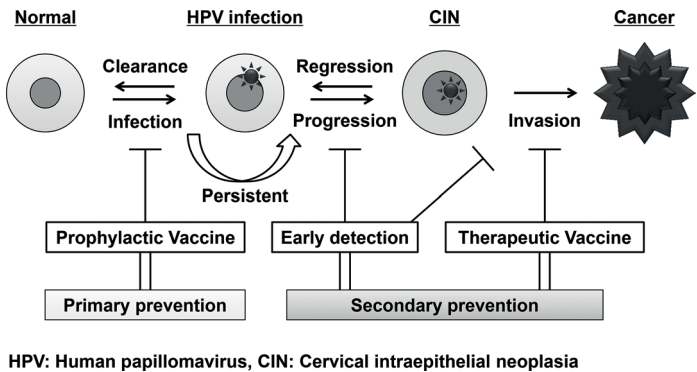 Normal
HPV infection
CIN
Cancer
Clearance
Regression
Infection
Progression
Invasion
Persistent
Prophylactic Vaccine
Early detection
Therapeutic Vaccine
Primary prevention
Secondary prevention
HPV: Human papillomavirus, CIN: Cervical intraepithelial neoplasia